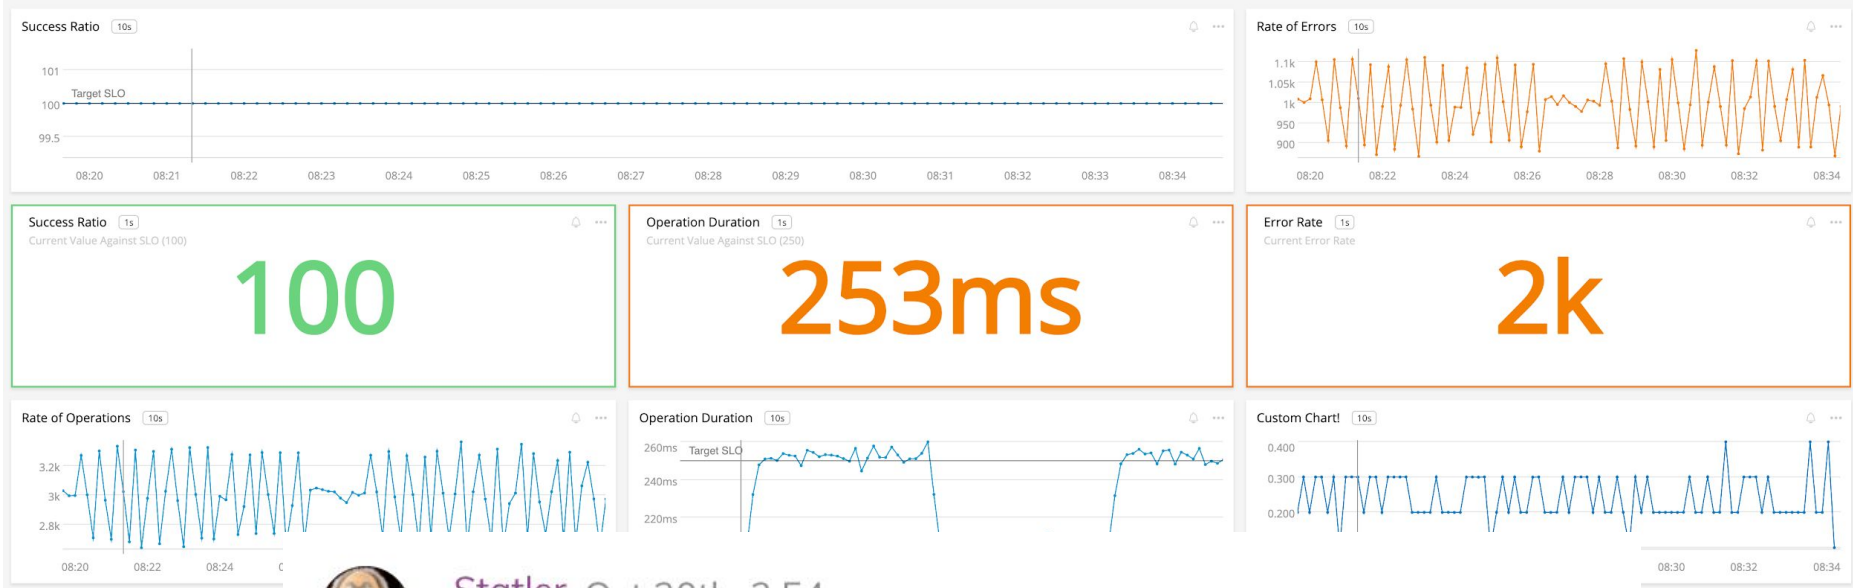 Success Ratio 10s
101
100
99.5
Target SLO
08:20 08:21 08:22 08:23 08:24 08:25 08:26 08:27 08:28 08:29 08:30 08:31 08:32 08:33 08:34
Rate of Errors 10s
1.1k
1.05k
1k
950
900
08:20 08:22 08:24 08:26 08:28 08:30 08:32 08:34
Success Ratio 1s
Current Value Against SLO (100)
100
Operation Duration 1s
Current Value Against SLO (250)
253ms
Error Rate 1s
Current Error Rate
2k
Rate of Operations 10s
3.2k
3k
2.8k
08:20 08:22 08:24
Operation Duration 10s
260ms
Target SLO
240ms
220ms
Custom Chart! 10s
0.400
0.300
0.200
08:30 08:32 08:34
Statler